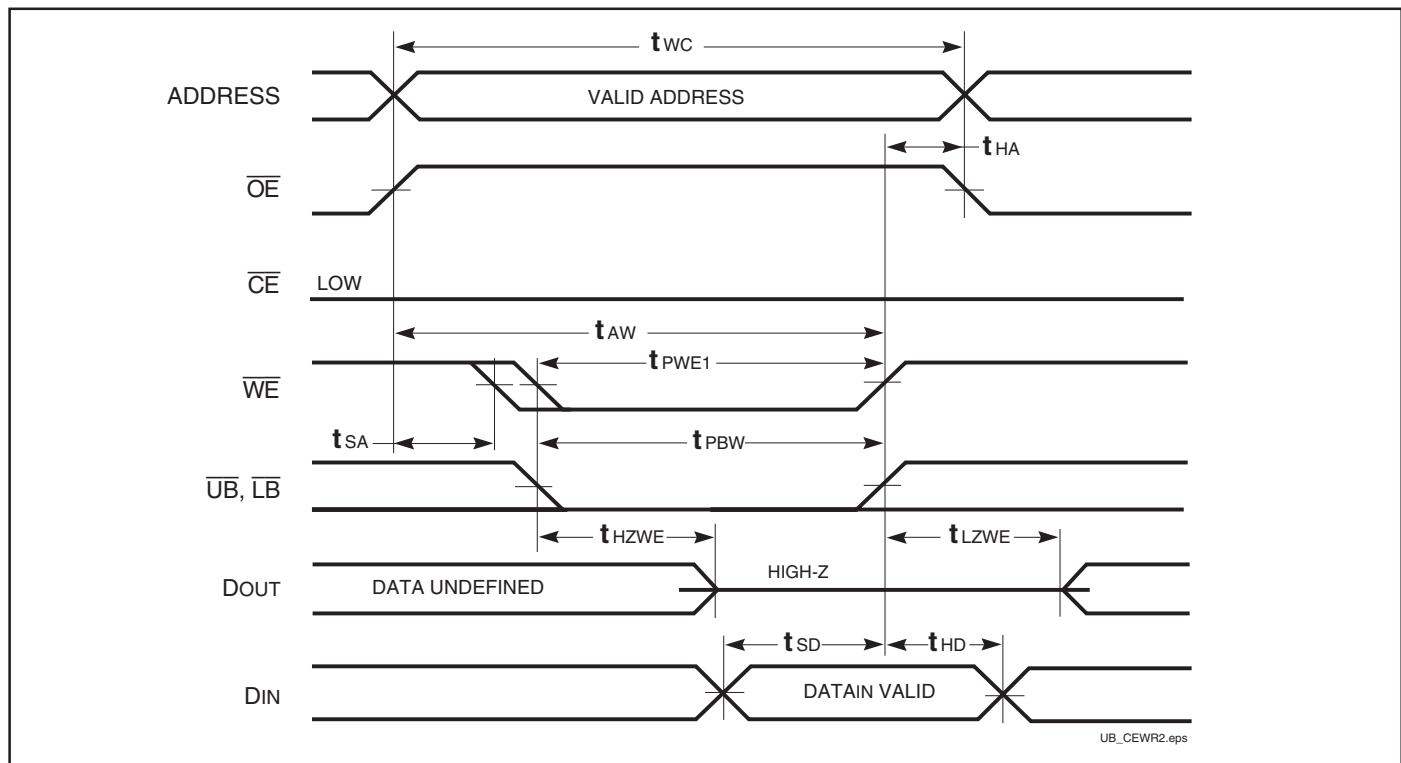 tWC
ADDRESS VALID ADDRESS
tHA
OE
CE LOW
tAW
tPWE1
WE
tSA tPBW
UB, LB
tHZWE tLZWE
HIGH-Z
DOUT DATA UNDEFINED
tSD tHD
DIN DATAIN VALID
UB_CEWR2.eps